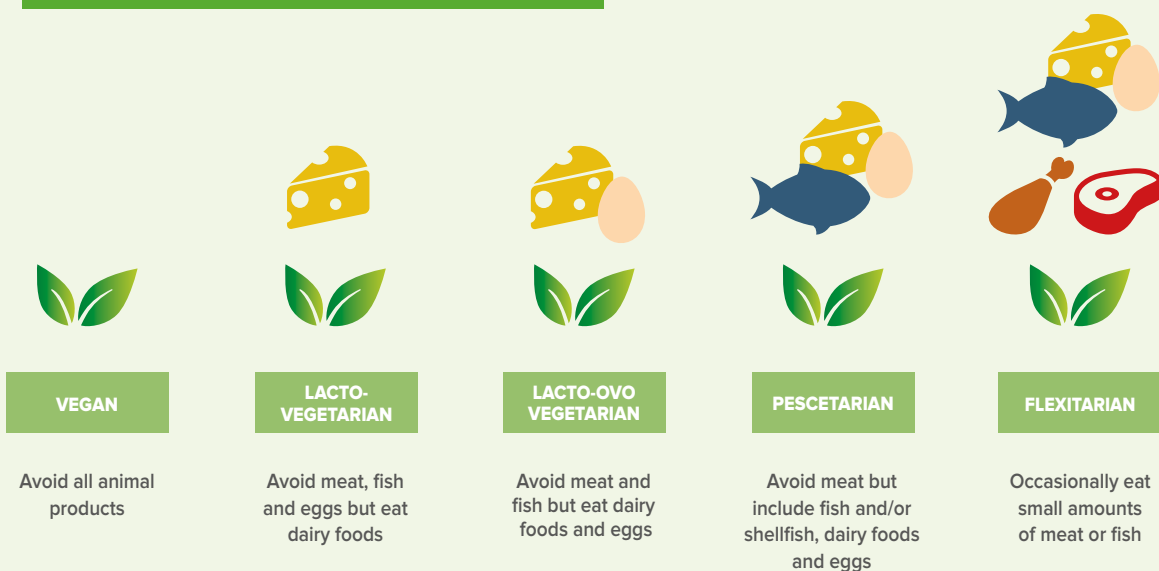 VEGAN
LACTO-
VEGETARIAN
LACTO-OVO
VEGETARIAN
PESCETARIAN
FLEXITARIAN
Avoid all animal
products
Avoid meat, fish
and eggs but eat
dairy foods
Avoid meat and
fish but eat dairy
foods and eggs
Avoid meat but
include fish and/or
shellfish, dairy foods
and eggs
Occasionally eat
small amounts
of meat or fish